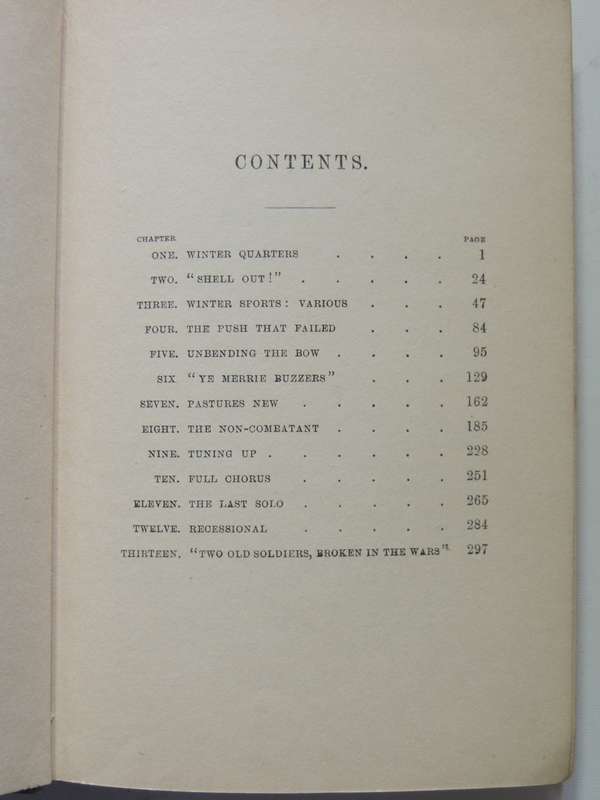 CONTENTS.
CHAPTER PAGE
ONE. WINTER QUARTERS . . . . 1
TWO. "SHELL OUT!" . . . . . 24
THREE. WINTER SPORTS: VARIOUS . . . 47
FOUR. THE PUSH THAT FAILED . . . 84
FIVE. UNBENDING THE BOW . . . . 95
SIX. "YE MERRIE BUZZERS" . . . 129
SEVEN. PASTURES NEW . . . . . 162
EIGHT. THE NON-COMBATANT . . . . 185
NINE. TUNING UP . . . . . . 228
TEN. FULL CHORUS . . . . . 251
ELEVEN. THE LAST SOLO . . . . . 265
TWELVE. RECESSIONAL . . . . . 284
THIRTEEN. "TWO OLD SOLDIERS, BROKEN IN THE WARS" 297